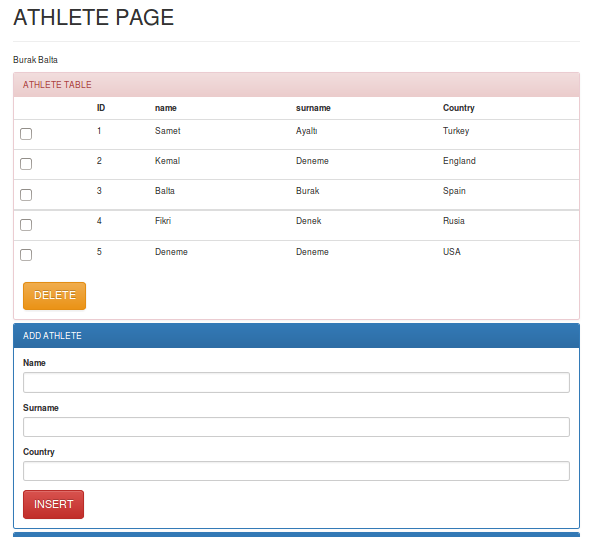 ATHLETE PAGE
Burak Balta
ATHLETE TABLE
ID name surname Country
1 Samet Ayaltı Turkey
2 Kemal Deneme England
3 Balta Burak Spain
4 Fikri Denek Rusia
5 Deneme Deneme USA
DELETE
ADD ATHLETE
Name
Surname
Country
INSERT